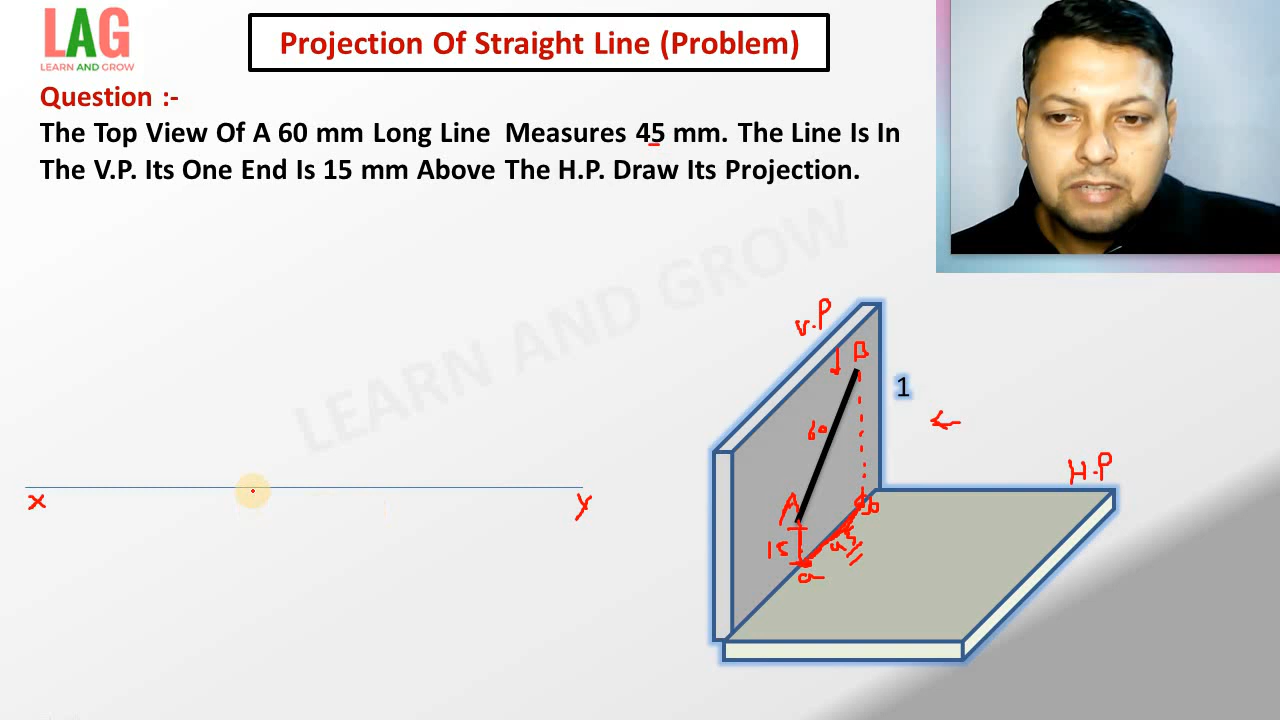 LAG
LEARN AND GROW
Projection Of Straight Line (Problem)
Question :-
The Top View Of A 60 mm Long Line Measures 45 mm. The Line Is In
The V.P. Its One End Is 15 mm Above The H.P. Draw Its Projection.
LEARN AND GROW
V.P
B
1
60
H.P
A
b
x
y
15
45
a